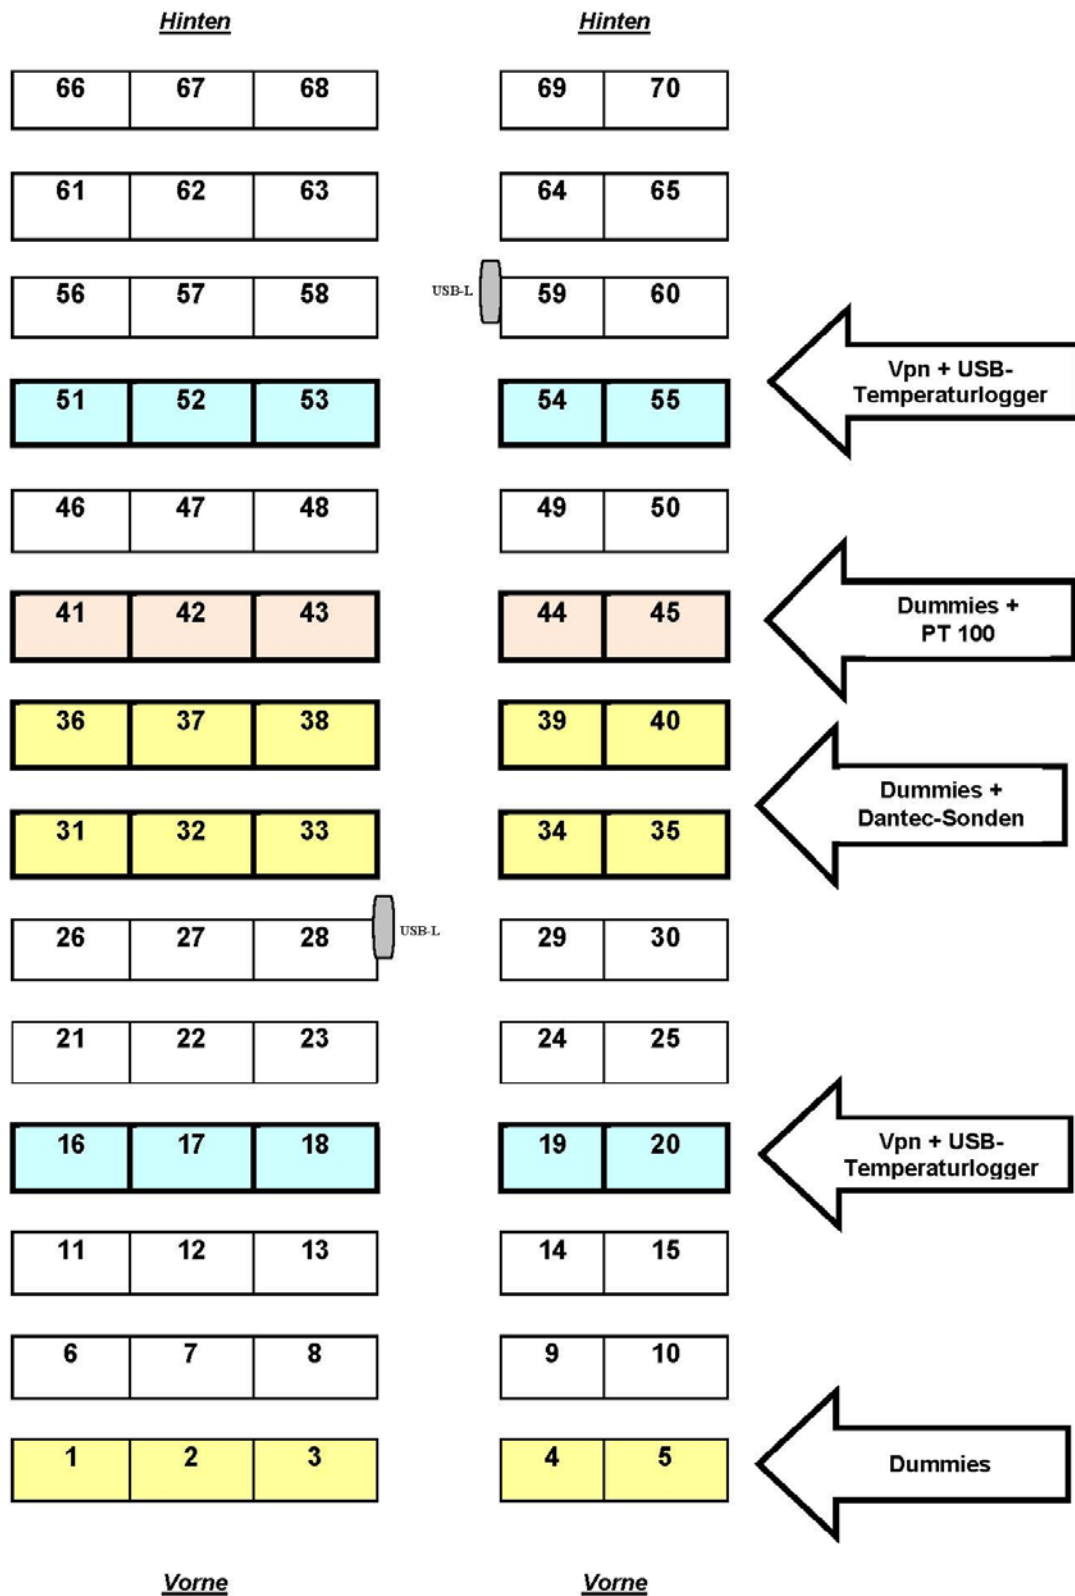 Hinten Hinten
66 67 68 69 70
61 62 63 64 65
USB-L
56 57 58 59 60
Vpn + USB-
Temperaturlogger
51 52 53 54 55
46 47 48 49 50
41 42 43 44 45
Dummies +
PT 100
36 37 38 39 40
Dummies +
Dantec-Sonden
31 32 33 34 35
26 27 28 29 30
USB-L
21 22 23 24 25
16 17 18 19 20
Vpn + USB-
Temperaturlogger
11 12 13 14 15
6 7 8 9 10
1 2 3 4 5
Dummies
Vorne Vorne